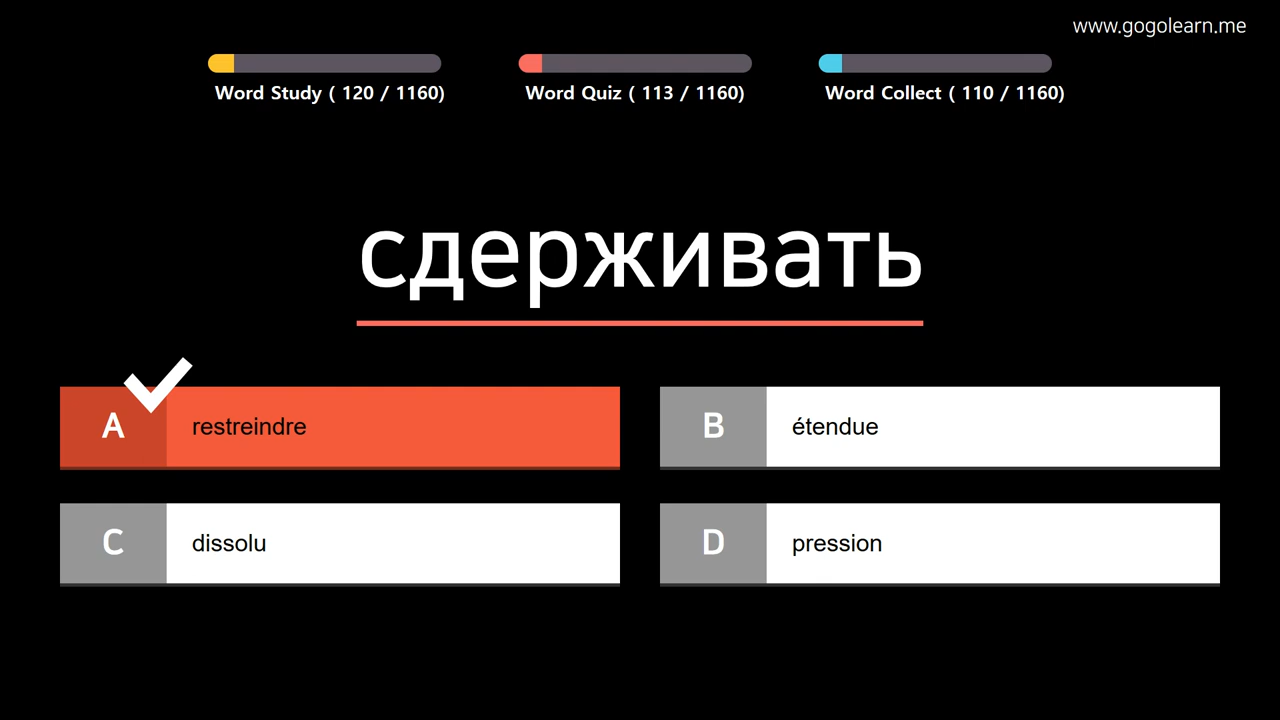 www.gogolearn.me
Word Study ( 120 / 1160)
Word Quiz ( 113 / 1160)
Word Collect ( 110 / 1160)
сдерживать
A restreindre
B étendue
C dissolu
D pression